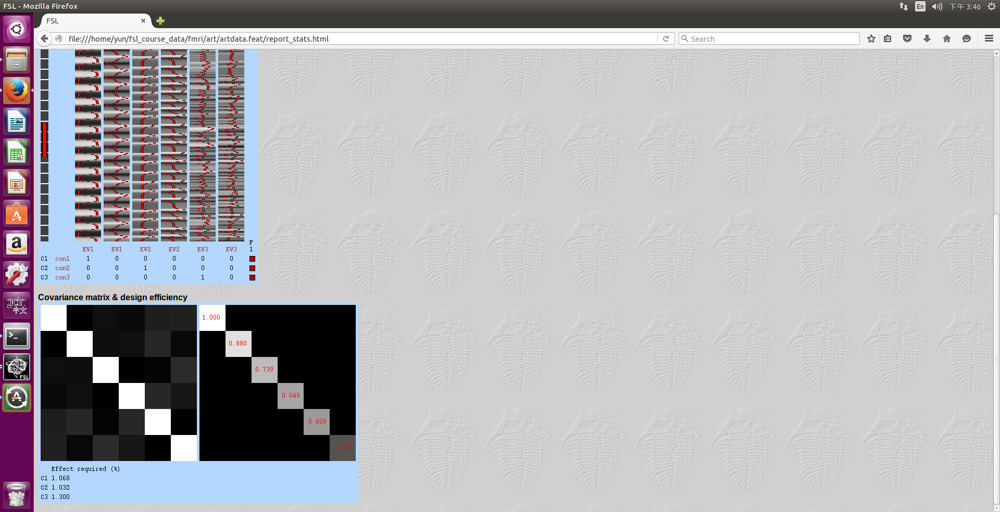 FSL - Mozilla Firefox
En
下午 3:46
FSL
file:///home/yun/fsl_course_data/fmri/art/artdata.feat/report_stats.html
Search
F
EV1 EV1 EV2 EV2 EV3 EV3 1
C1 con1 1 0 0 0 0 0
C2 con2 0 0 1 0 0 0
C3 con3 0 0 0 0 1 0
Covariance matrix & design efficiency
1.000
0.880
0.739
0.649
0.609
Effect required (%)
C1 1.068
C2 1.032
C3 1.300
a
gcin
中文
>_
FSL